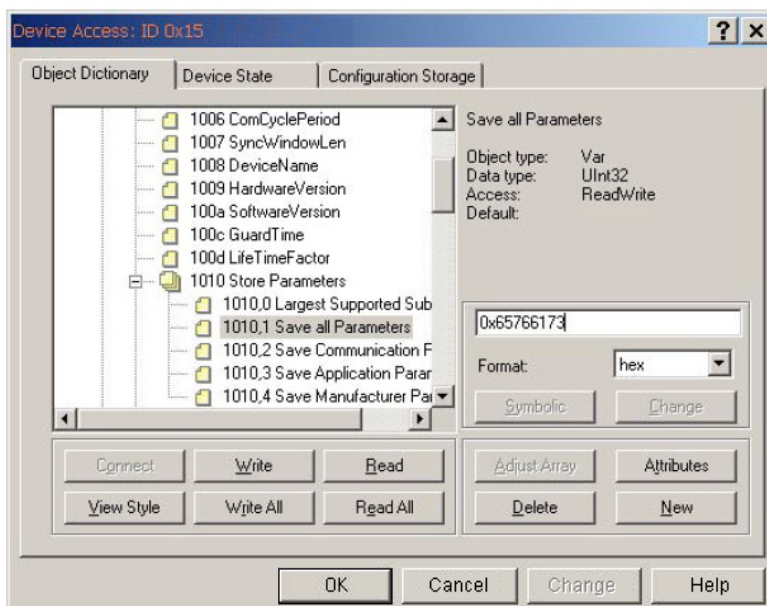 Device Access: ID 0x15
Object Dictionary
Device State
Configuration Storage
1006 ComCyclePeriod
1007 SyncWindowLen
1008 DeviceName
1009 HardwareVersion
100a SoftwareVersion
100c GuardTime
100d LifeTimeFactor
1010 Store Parameters
1010,0 Largest Supported Sub
1010,1 Save all Parameters
1010,2 Save Communication F
1010,3 Save Application Parar
1010,4 Save Manufacturer Pa
Save all Parameters
Object type: Var
Data type: UInt32
Access: ReadWrite
Default:
0x65766173
Format: hex
Symbolic Change
Connect Write Read
View Style Write All Read All
Adjust Array Attributes
Delete New
OK Cancel Change Help